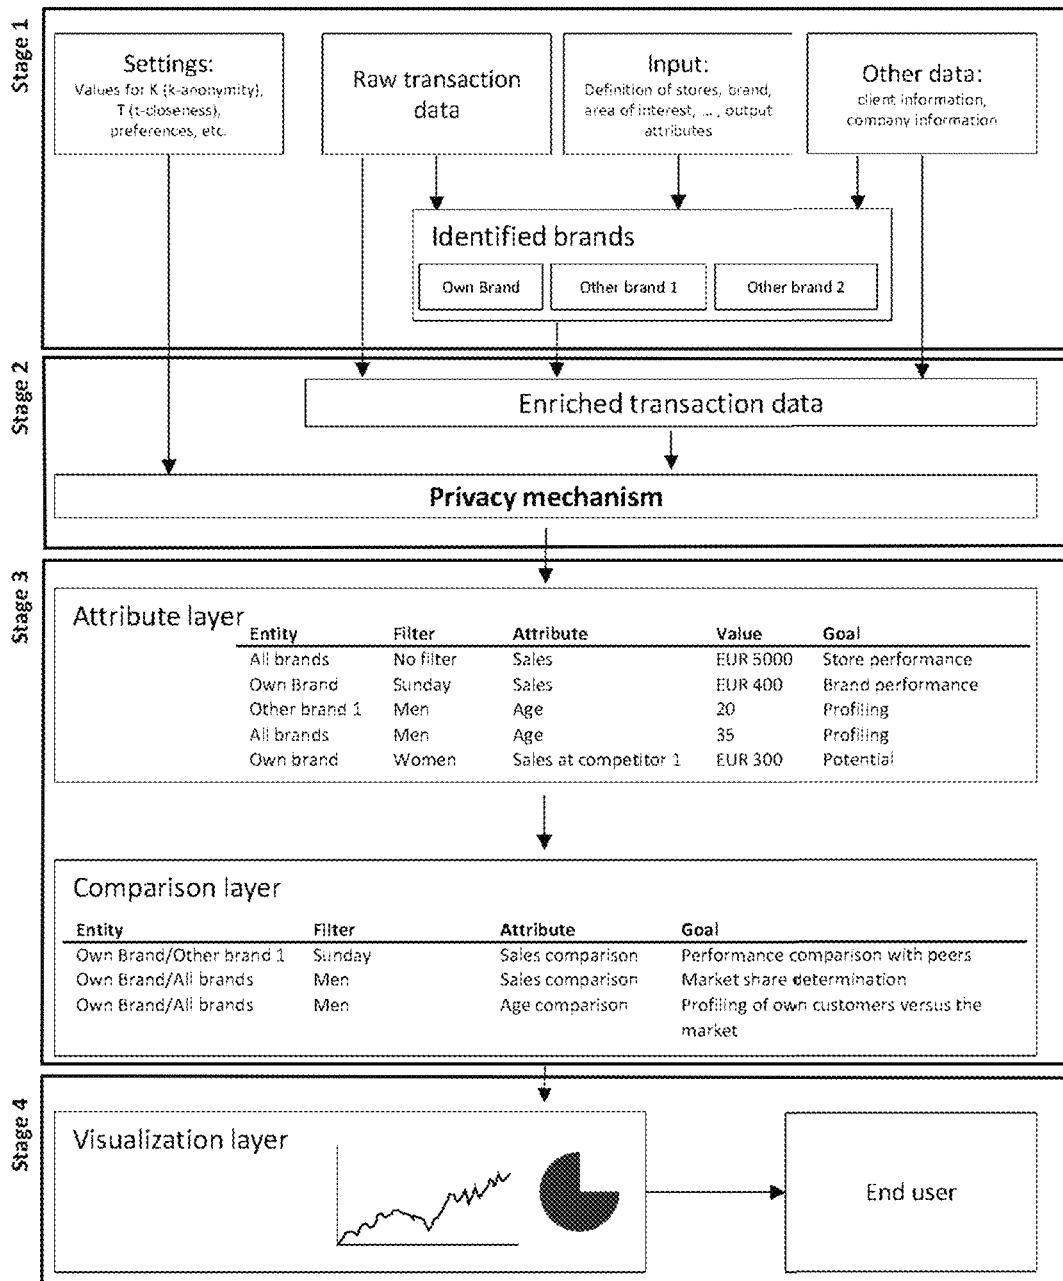 Stage 1
Settings:
Values for K (k-anonymity),
T (t-closeness),
preferences, etc.
Raw transaction
data
Input:
Definition of stores, brand,
area of interest, ... , output
attributes
Other data:
client information,
company information
Identified brands
Own Brand
Other brand 1
Other brand 2
Stage 2
Enriched transaction data
Privacy mechanism
Stage 3
Attribute layer
Entity Filter Attribute Value Goal
All brands No filter Sales EUR 5000 Store performance
Own Brand Sunday Sales EUR 400 Brand performance
Other brand 1 Men Age 20 Profiling
All brands Men Age 35 Profiling
Own brand Women Sales at competitor 1 EUR 300 Potential
Comparison layer
Entity Filter Attribute Goal
Own Brand/Other brand 1 Sunday Sales comparison Performance comparison with peers
Own Brand/All brands Men Sales comparison Market share determination
Own Brand/All brands Men Age comparison Profiling of own customers versus the
market
Stage 4
Visualization layer
End user